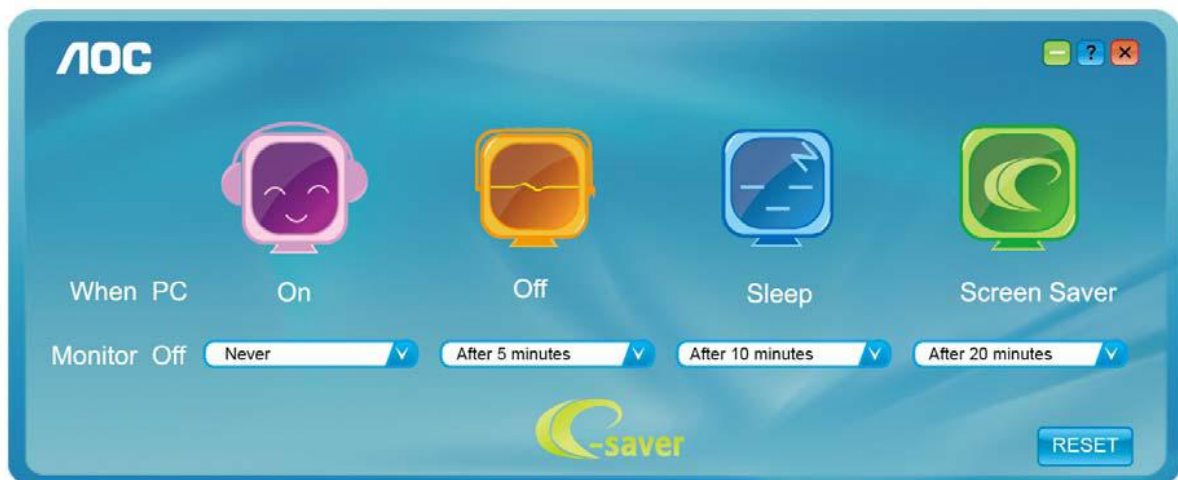 AOC
?
When PC On Off Sleep Screen Saver
Monitor Off Never After 5 minutes After 10 minutes After 20 minutes
e-saver
RESET